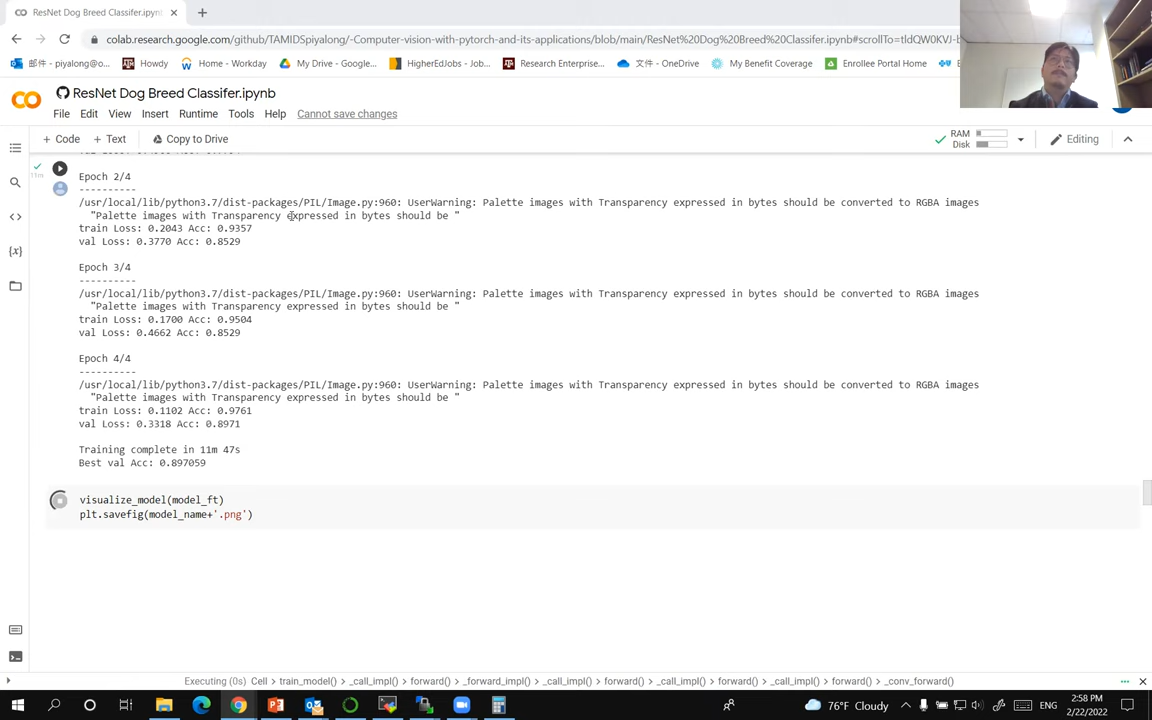 ResNet Dog Breed Classifer.ipynb
colab.research.google.com/github/TAMIDSpiyalong/-Computer-vision-with-pytorch-and-its-applications/blob/main/ResNet%20Dog%20Breed%20Classifer.ipynb#scrollTo=tldQW0KVJ-b
邮件 - piyalong@o...
Howdy
Home - Workday
My Drive - Google...
HigherEdJobs - Job...
Research Enterprise...
文件 - OneDrive
My Benefit Coverage
Enrollee Portal Home
CO
ResNet Dog Breed Classifer.ipynb
File Edit View Insert Runtime Tools Help Cannot save changes
+ Code + Text Copy to Drive
RAM
Disk
Editing
Epoch 2/4
----------
/usr/local/lib/python3.7/dist-packages/PIL/Image.py:960: UserWarning: Palette images with Transparency expressed in bytes should be converted to RGBA images
"Palette images with Transparency expressed in bytes should be "
train Loss: 0.2043 Acc: 0.9357
val Loss: 0.3770 Acc: 0.8529
Epoch 3/4
----------
/usr/local/lib/python3.7/dist-packages/PIL/Image.py:960: UserWarning: Palette images with Transparency expressed in bytes should be converted to RGBA images
"Palette images with Transparency expressed in bytes should be "
train Loss: 0.1700 Acc: 0.9504
val Loss: 0.4662 Acc: 0.8529
Epoch 4/4
----------
/usr/local/lib/python3.7/dist-packages/PIL/Image.py:960: UserWarning: Palette images with Transparency expressed in bytes should be converted to RGBA images
"Palette images with Transparency expressed in bytes should be "
train Loss: 0.1102 Acc: 0.9761
val Loss: 0.3318 Acc: 0.8971
Training complete in 11m 47s
Best val Acc: 0.897059
11m
visualize_model(model_ft)
plt.savefig(model_name+'.png')
Executing (0s) Cell > train_model() > _call_impl() > forward() > _forward_impl() > _call_impl() > forward() > _call_impl() > forward() > _call_impl() > forward() > _conv_forward()
76°F Cloudy
ENG
2:58 PM
2/22/2022